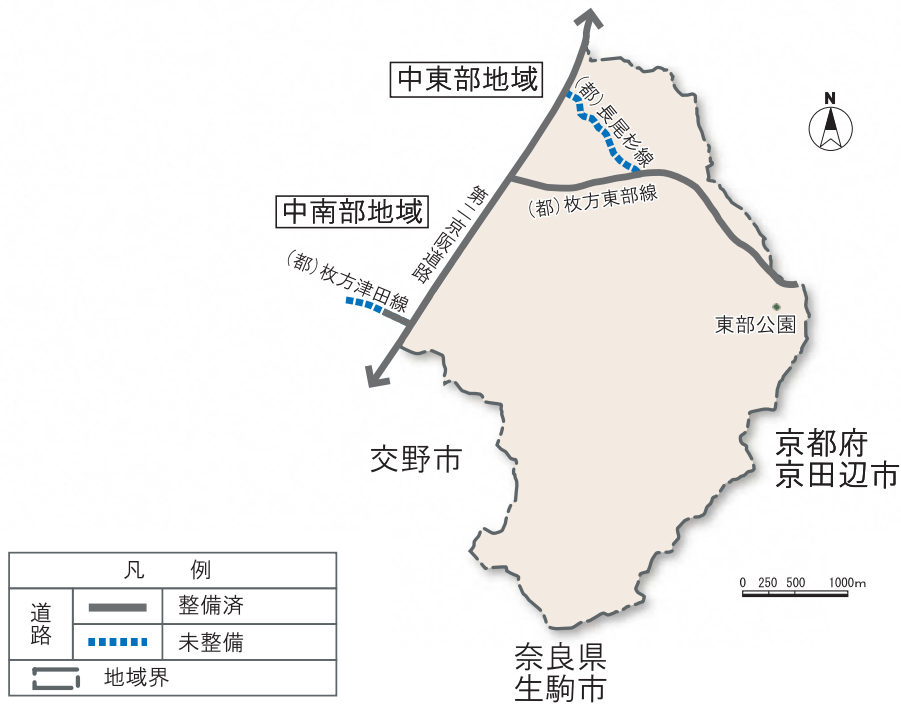 中東部地域
(都)長尾杉線
N
中南部地域
第二京阪道路
(都)枚方東部線
(都)枚方津田線
東部公園
交野市
京都府
京田辺市
凡 例
道路
整備済
未整備
地域界
0 250 500 1000m
奈良県
生駒市